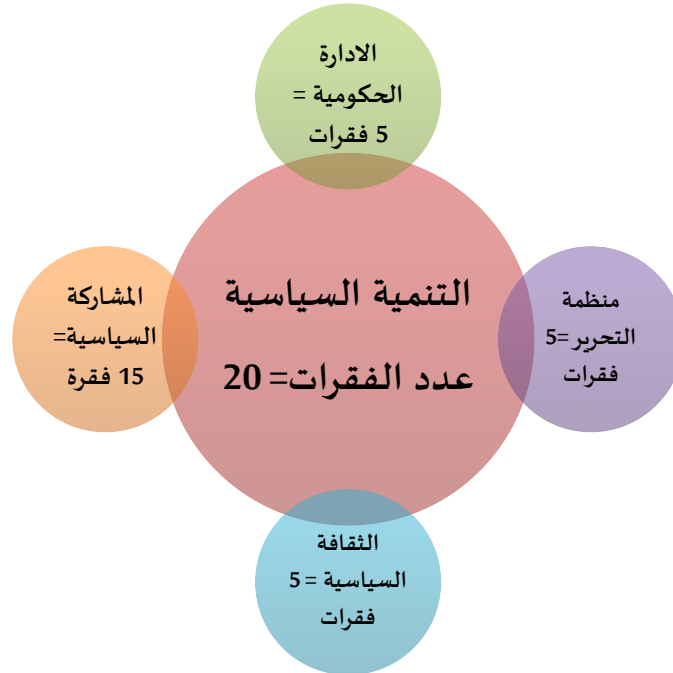 الادارة
الحكومية =
5 فقرات
التنمية السياسية
عدد الفقرات= 20
منظمة
التحرير =5
فقرات
المشاركة
السياسية=
15 فقرة
الثقافة
السياسية = 5
فقرات